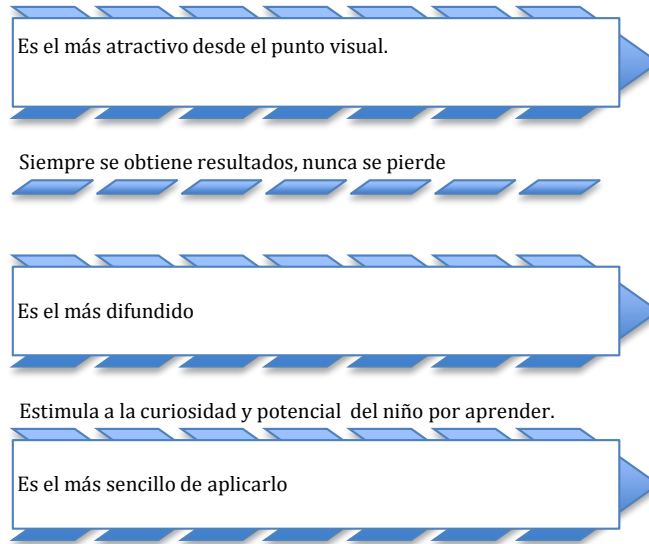 Es el más atractivo desde el punto visual.
Siempre se obtiene resultados, nunca se pierde
Es el más difundido
Estimula a la curiosidad y potencial del niño por aprender.
Es el más sencillo de aplicarlo